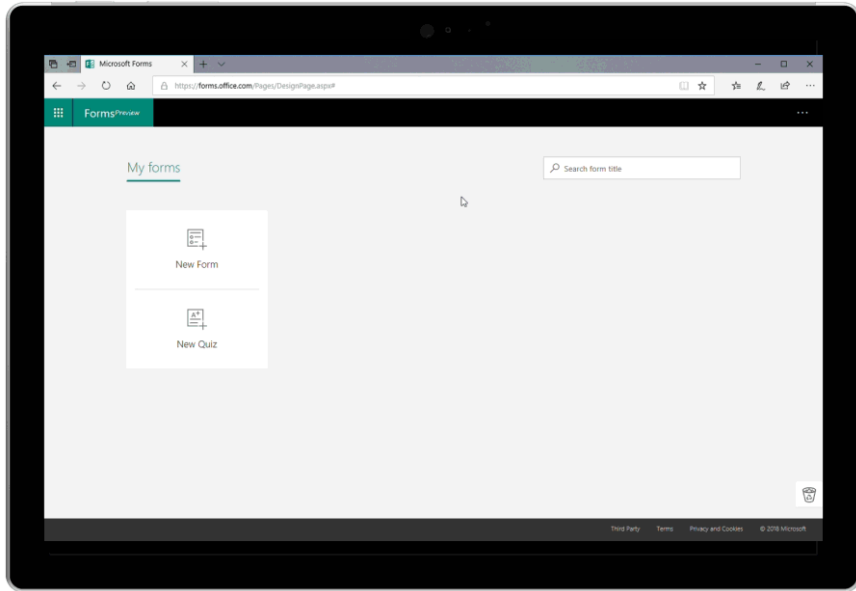 Microsoft Forms
https://forms.office.com/Pages/DesignPage.aspx#
Forms Preview
My forms
Search form title
New Form
A+
New Quiz
Third Party Terms Privacy and Cookies © 2018 Microsoft